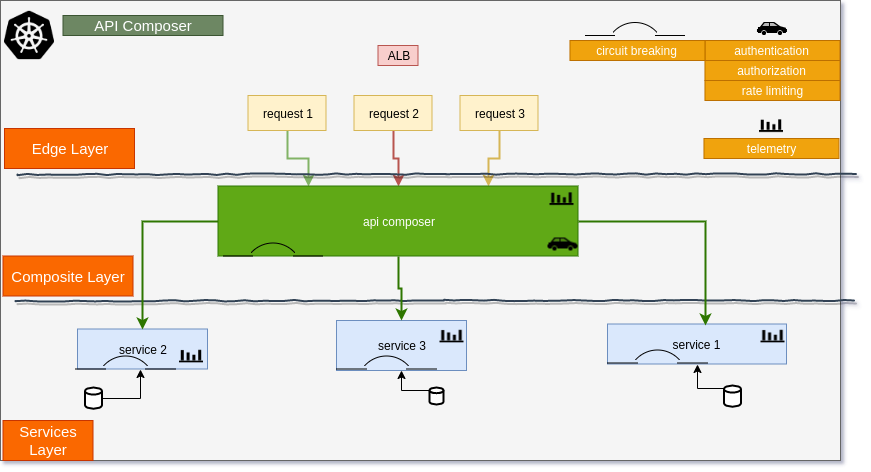 API Composer
ALB
circuit breaking
authentication
authorization
rate limiting
request 1
request 2
request 3
Edge Layer
telemetry
api composer
Composite Layer
service 2
service 3
service 1
Services
Layer